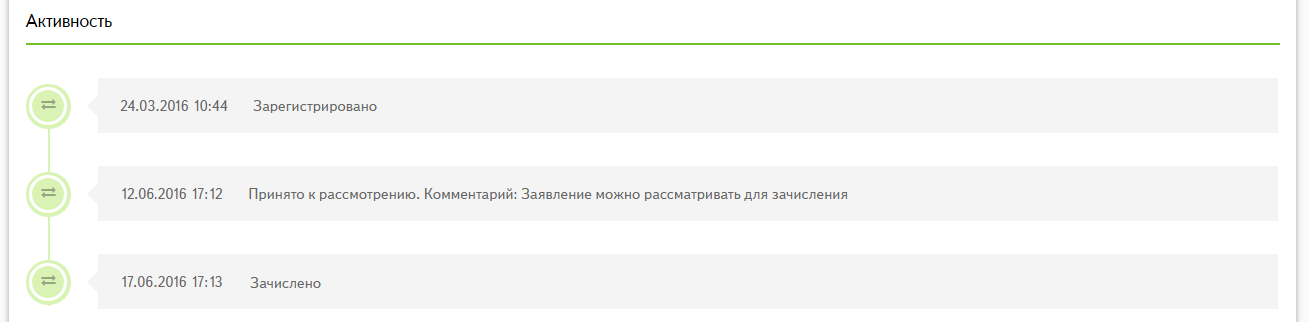 Активность
24.03.2016 10:44 Зарегистрировано
12.06.2016 17:12 Принято к рассмотрению. Комментарий: Заявление можно рассматривать для зачисления
17.06.2016 17:13 Зачислено